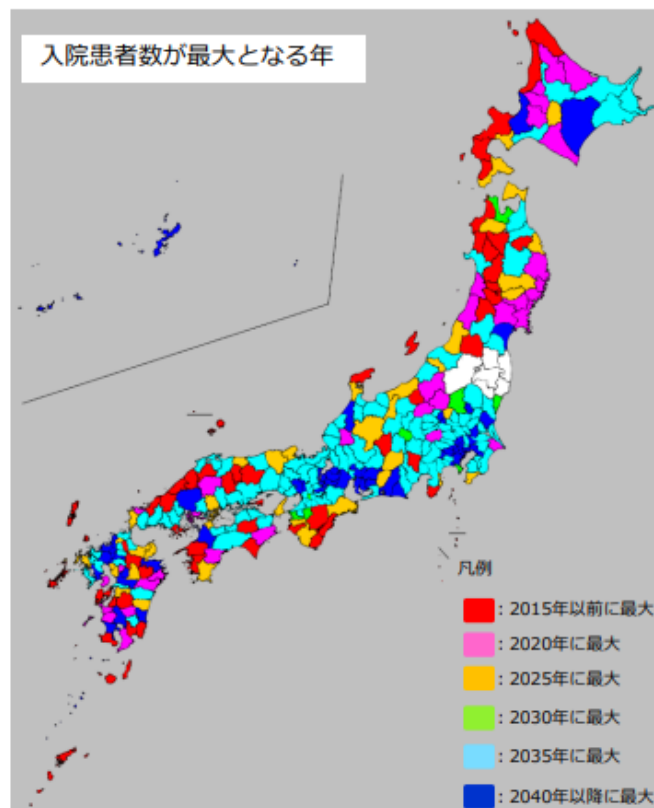 入院患者数が最大となる年
凡例
: 2015年以前に最大
: 2020年に最大
: 2025年に最大
: 2030年に最大
: 2035年に最大
: 2040年以降に最大